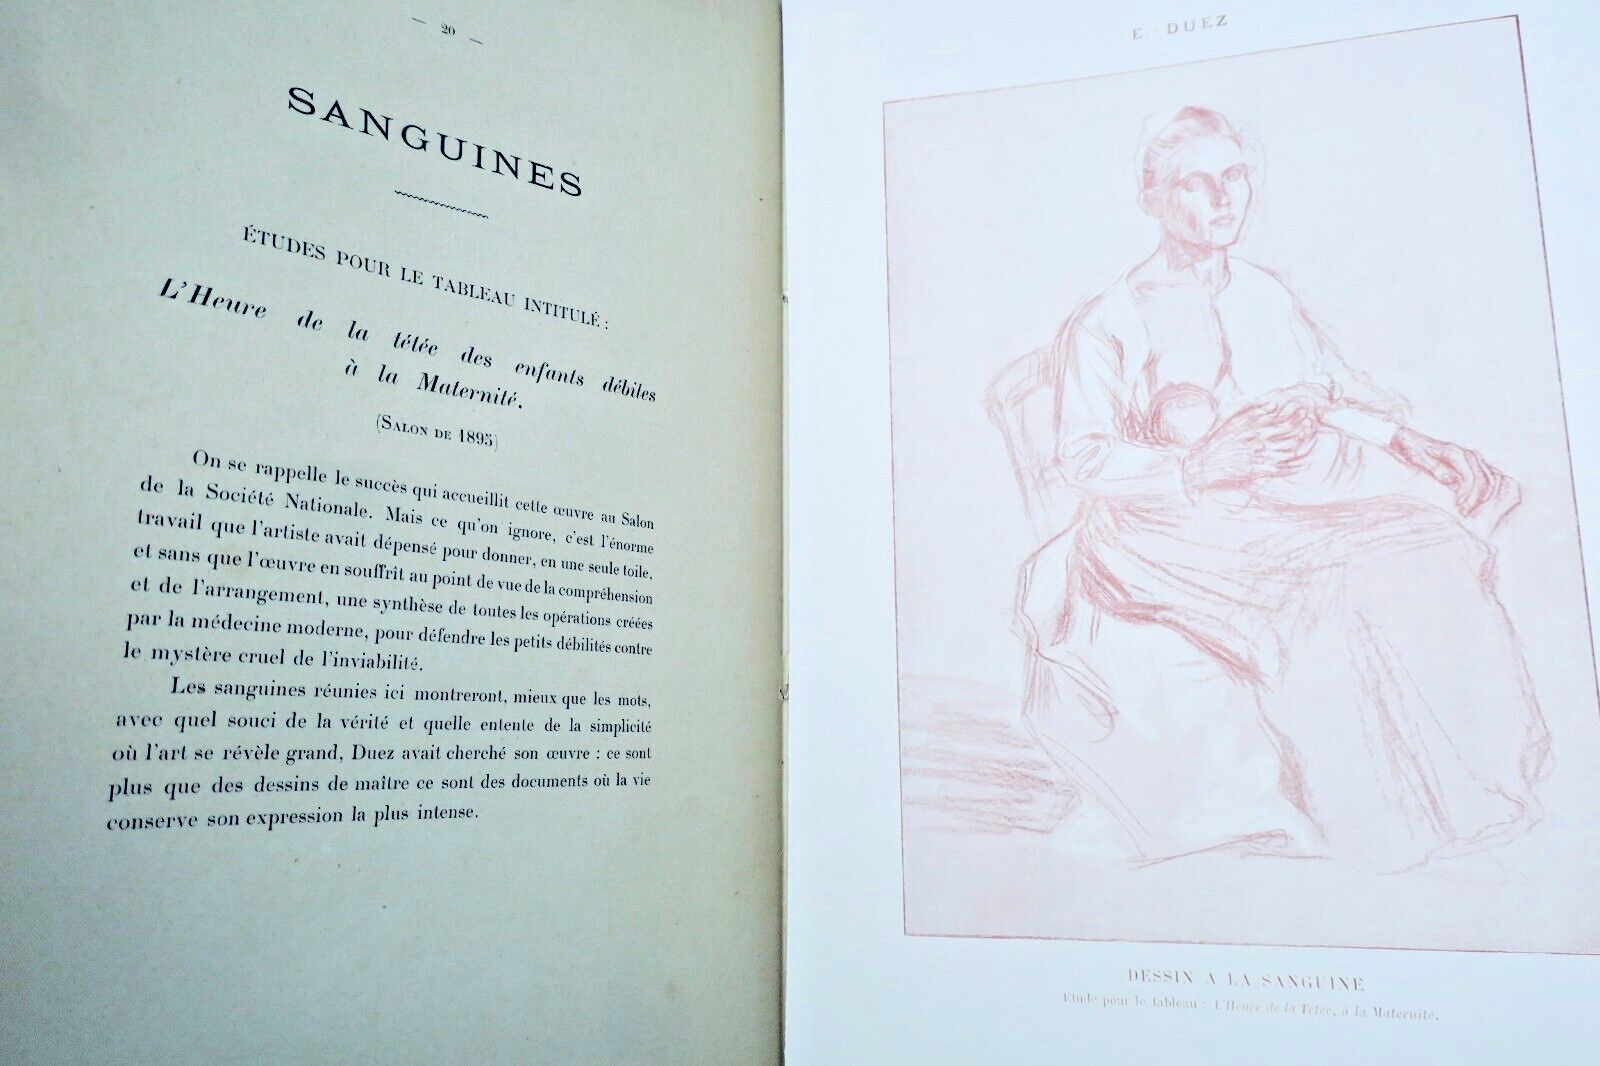 — 20 —
SANGUINES
ÉTUDES POUR LE TABLEAU INTITULÉ :
L'Heure de la tétée des enfants débiles
à la Maternité.
(SALON DE 1895)
On se rappelle le succès qui accueillit cette œuvre au Salon
de la Société Nationale. Mais ce qu'on ignore, c'est l'énorme
travail que l'artiste avait dépensé pour donner, en une seule toile,
et sans que l'œuvre en souffrît au point de vue de la compréhension
et de l'arrangement, une synthèse de toutes les opérations créées
par la médecine moderne, pour défendre les petits débilités contre
le mystère cruel de l'inviabilité.
Les sanguines réunies ici montreront, mieux que les mots,
avec quel souci de la vérité et quelle entente de la simplicité
où l'art se révèle grand, Duez avait cherché son œuvre : ce sont
plus que des dessins de maître ce sont des documents où la vie
conserve son expression la plus intense.
E. DUEZ
DESSIN A LA SANGUINE
Etude pour le tableau : L'Heure de la Tetée, à la Maternité.